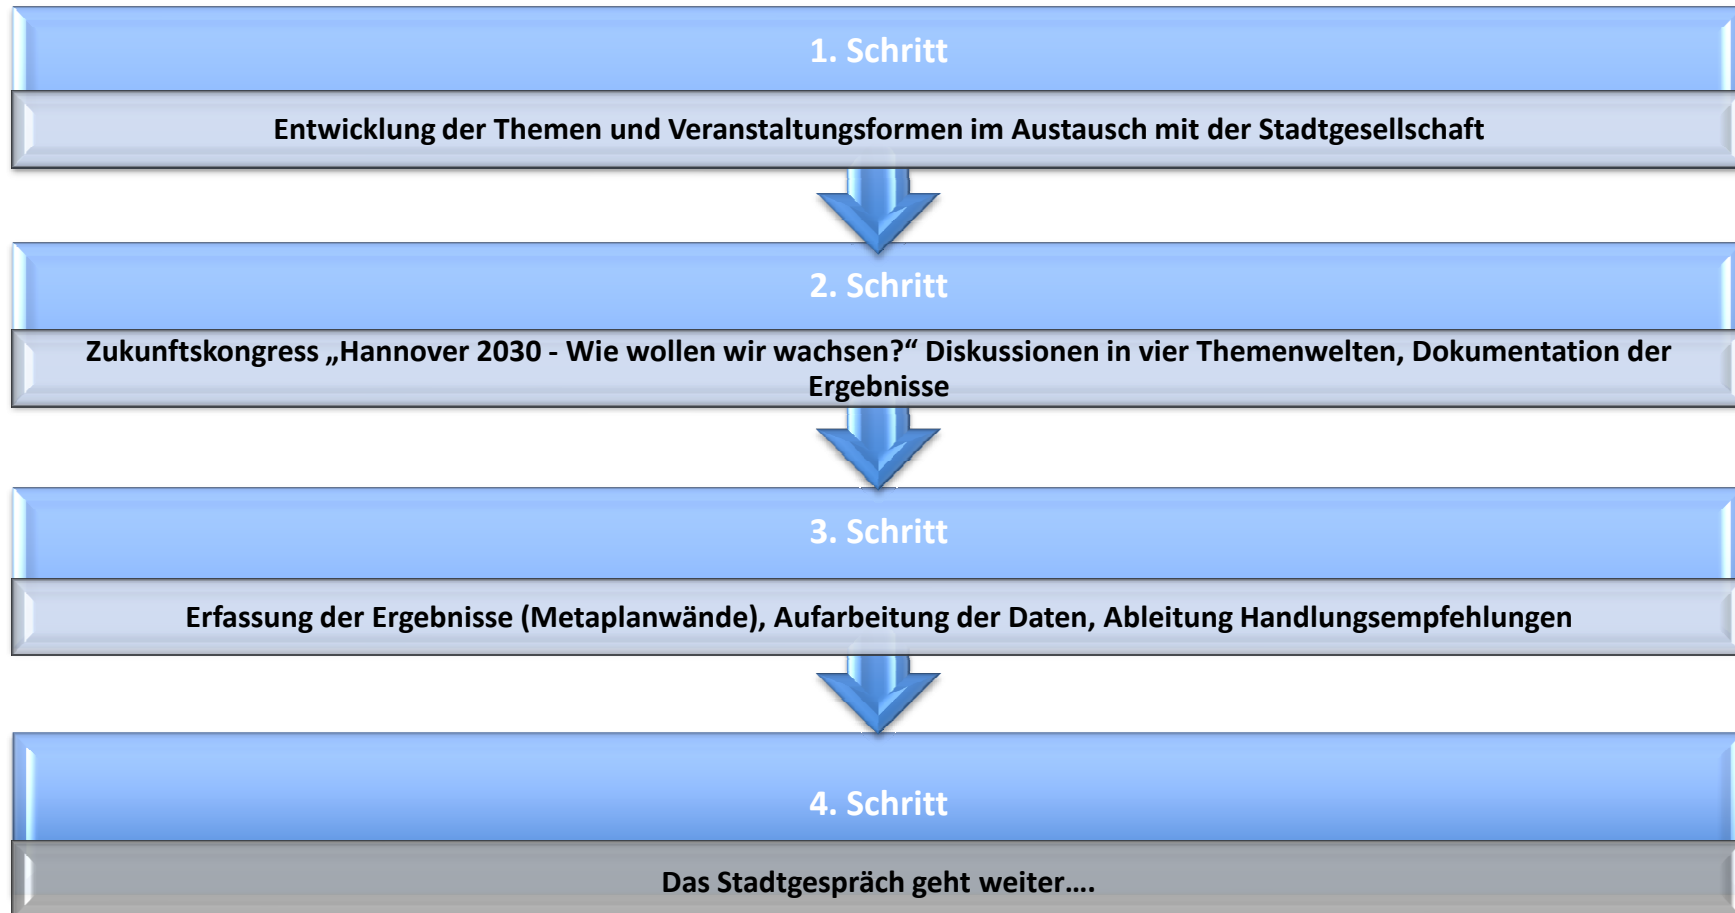 1. Schritt
Entwicklung der Themen und Veranstaltungsformen im Austausch mit der Stadtgesellschaft
2. Schritt
Zukunftskongress „Hannover 2030 - Wie wollen wir wachsen?“ Diskussionen in vier Themenwelten, Dokumentation der
Ergebnisse
3. Schritt
Erfassung der Ergebnisse (Metaplanwände), Aufarbeitung der Daten, Ableitung Handlungsempfehlungen
4. Schritt
Das Stadtgespräch geht weiter....